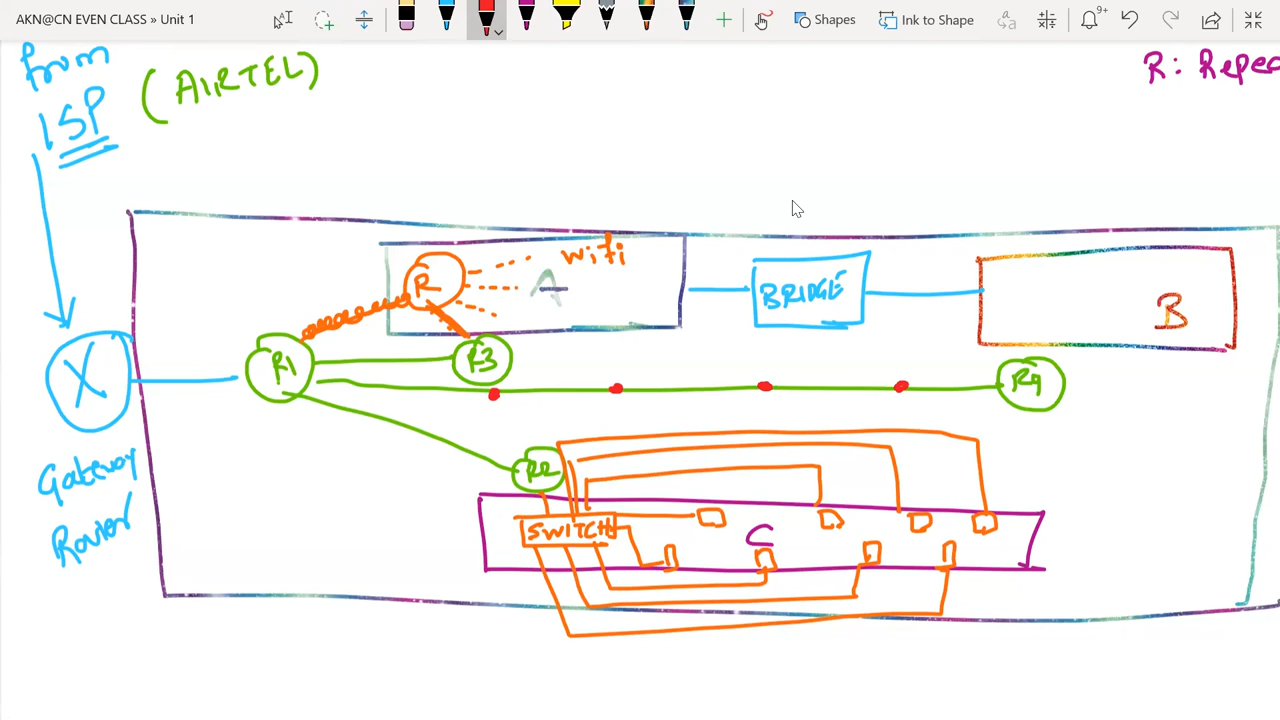 AKN@CN EVEN CLASS » Unit 1
Shapes
Ink to Shape
9+
from
ISP
(AIRTEL)
R: Repea
wifi
R
A
BRIDGE
B
X
R1
R3
R4
Gateway
Router
R2
SWITCH
C